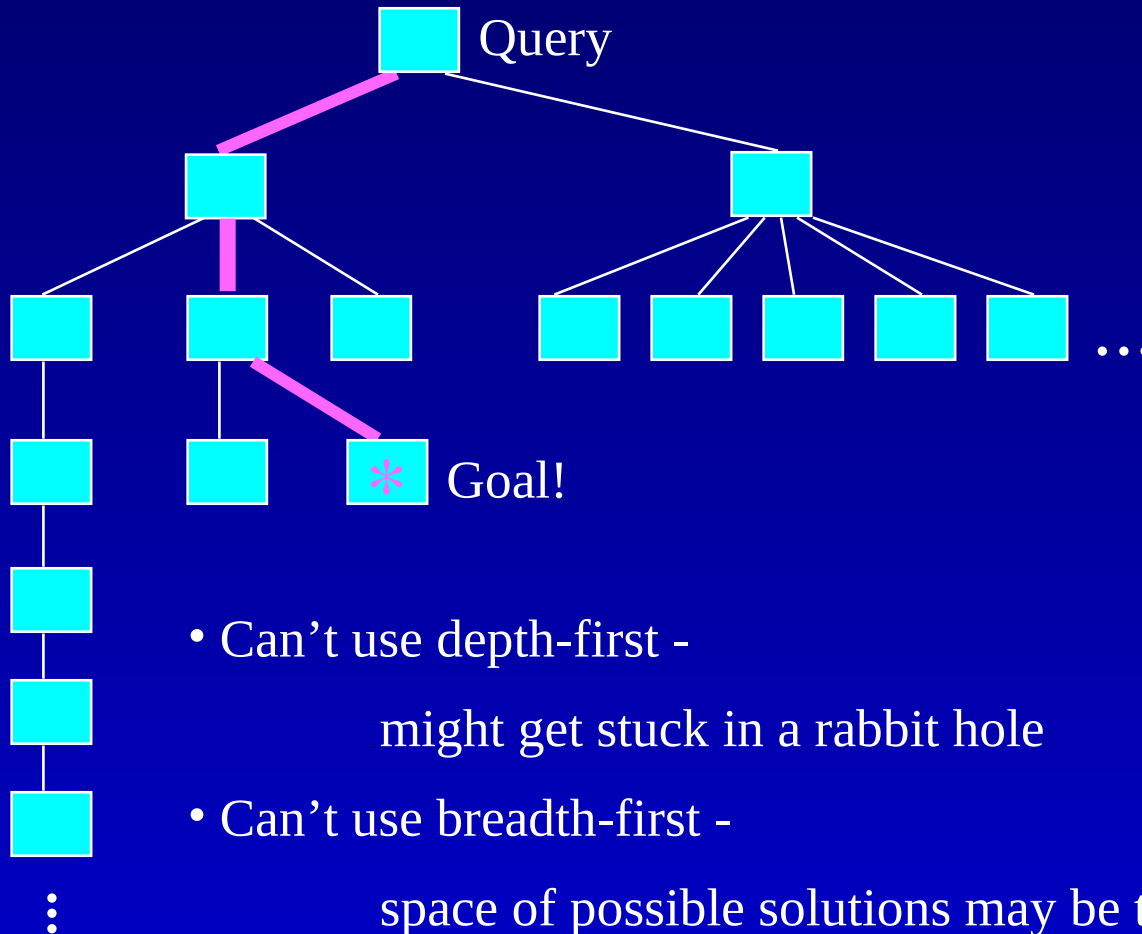 Query
…
* Goal!
• Can’t use depth-first -
might get stuck in a rabbit hole
• Can’t use breadth-first -
space of possible solutions may be